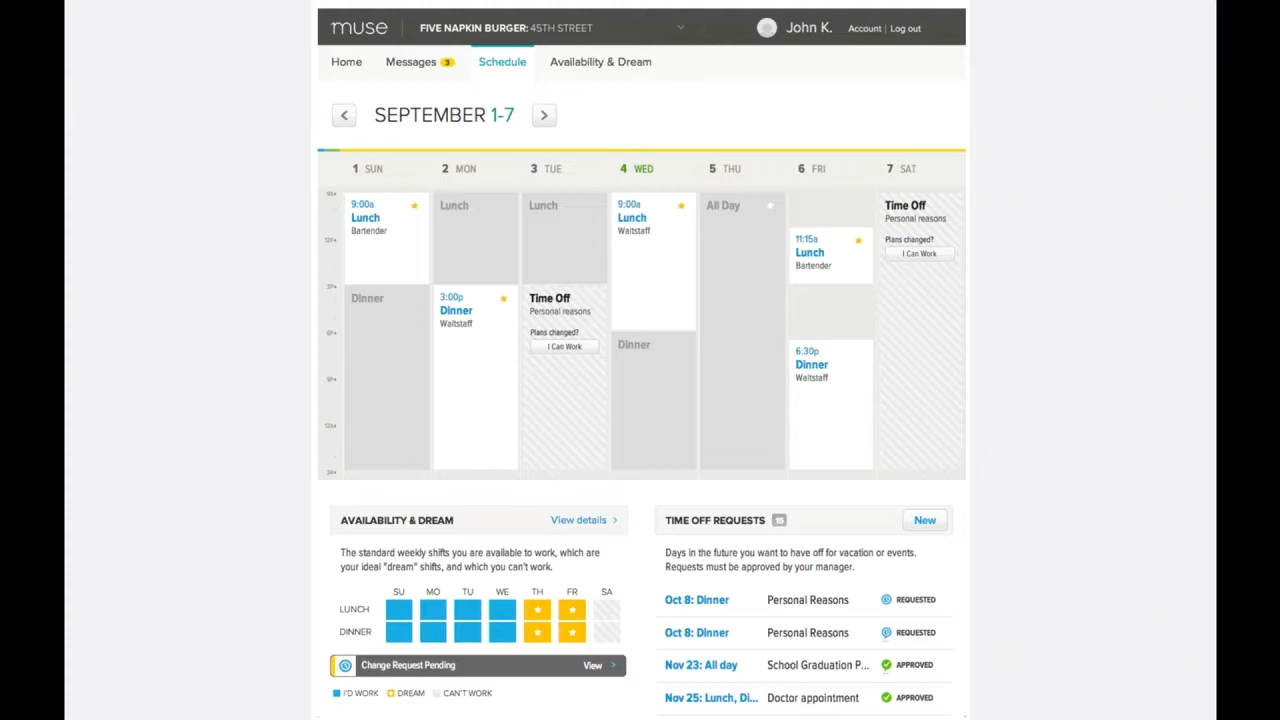 muse FIVE NAPKIN BURGER: 45TH STREET John K. Account | Log out
Home Messages 3 Schedule Availability & Dream
SEPTEMBER 1-7
1 SUN 2 MON 3 TUE 4 WED 5 THU 6 FRI 7 SAT
9:00a
Lunch
Bartender
Dinner
Lunch
3:00p
Dinner
Waitstaff
Lunch
Time Off
Personal reasons
Plans changed?
I Can Work
9:00a
Lunch
Waitstaff
Dinner
All Day
11:15a
Lunch
Bartender
6:30p
Dinner
Waitstaff
Time Off
Personal reasons
Plans changed?
I Can Work
AVAILABILITY & DREAM View details
The standard weekly shifts you are available to work, which are
your ideal "dream" shifts, and which you can't work.
SU MO TU WE TH FR SA
LUNCH
DINNER
Change Request Pending View
I'D WORK DREAM CAN'T WORK
TIME OFF REQUESTS 15 New
Days in the future you want to have off for vacation or events.
Requests must be approved by your manager.
Oct 8: Dinner Personal Reasons REQUESTED
Oct 8: Dinner Personal Reasons REQUESTED
Nov 23: All day School Graduation P... APPROVED
Nov 25: Lunch, Di... Doctor appointment APPROVED